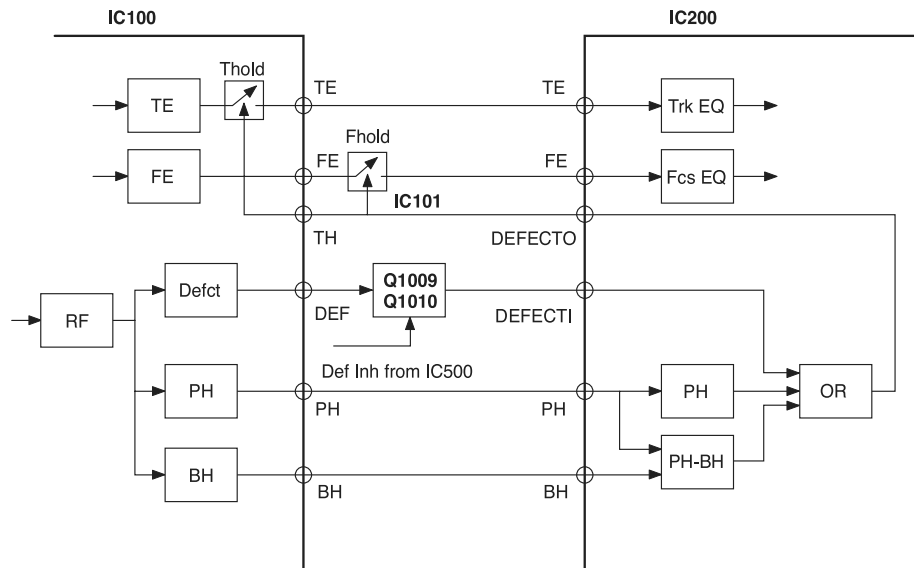 IC100
IC200
Thold
TE
TE
TE
Trk EQ
Fhold
FE
FE
FE
Fcs EQ
IC101
TH
DEFECTO
Defct
Q1009
Q1010
DEF
DEFECTI
RF
Def Inh from IC500
PH
PH
PH
PH
OR
BH
PH-BH
BH
BH